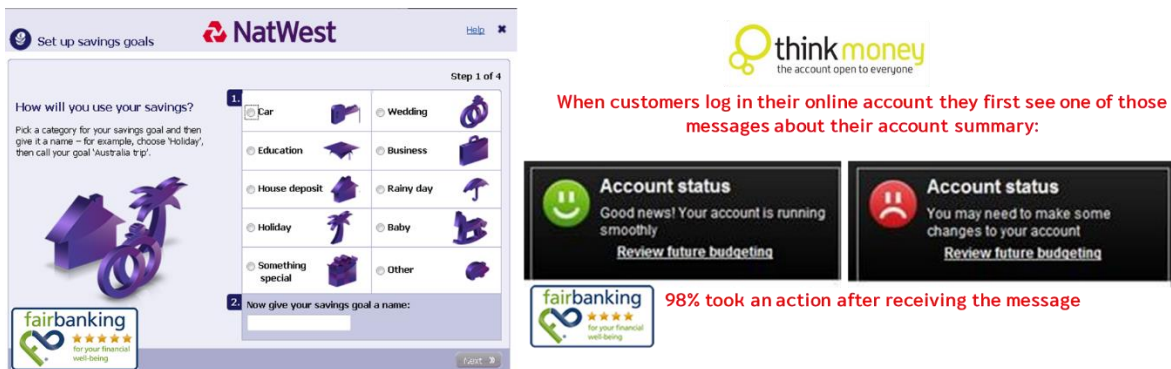 Set up savings goals
NatWest
Help
Step 1 of 4
How will you use your savings?
Pick a category for your savings goal and then
give it a name – for example, choose 'Holiday',
then call your goal 'Australia trip'.
1.
Car
Wedding
Education
Business
House deposit
Rainy day
Holiday
Baby
Something
special
Other
2.
Now give your savings goal a name:
fairbanking
for your financial
well-being
Next
thinkmoney
the account open to everyone
When customers log in their online account they first see one of those
messages about their account summary:
Account status
Good news! Your account is running
smoothly
Review future budgeting
Account status
You may need to make some
changes to your account
Review future budgeting
fairbanking
for your financial
well-being
98% took an action after receiving the message